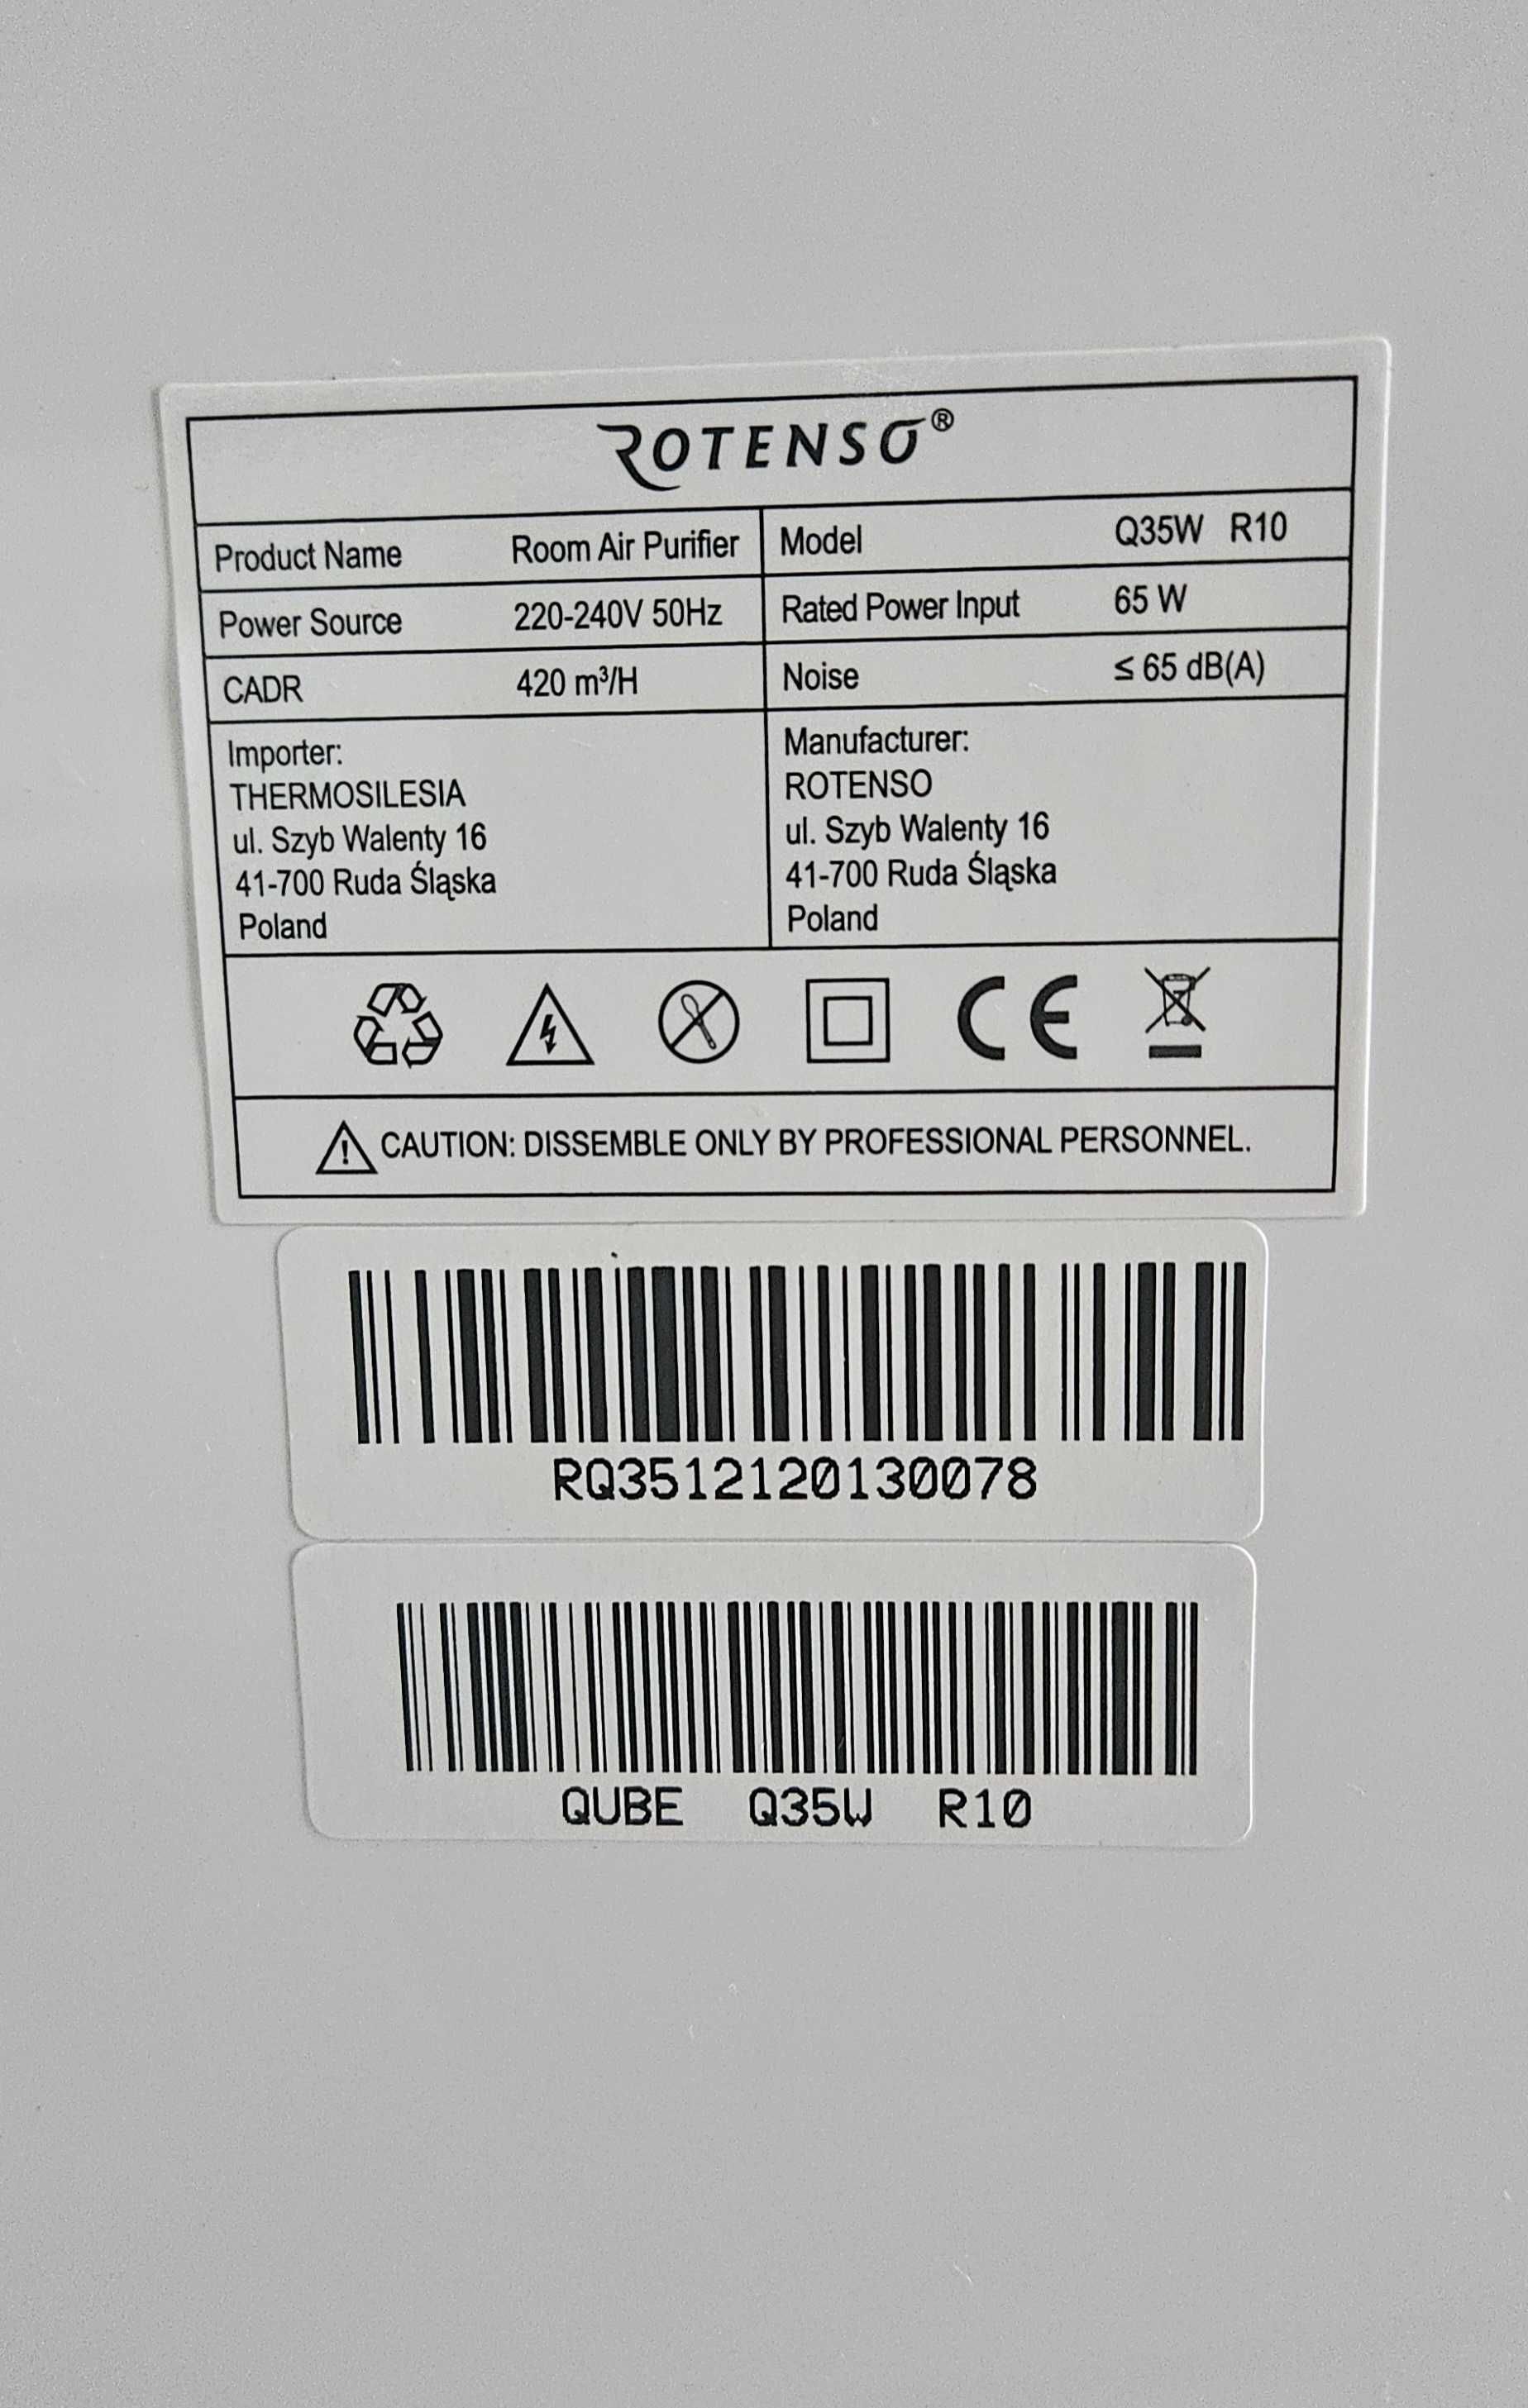 ROTENSO®
Product Name Room Air Purifier Model Q35W R10
Power Source 220-240V 50Hz Rated Power Input 65 W
CADR 420 m³/H Noise ≤ 65 dB(A)
Importer:
THERMOSILESIA
ul. Szyb Walenty 16
41-700 Ruda Śląska
Poland
Manufacturer:
ROTENSO
ul. Szyb Walenty 16
41-700 Ruda Śląska
Poland
CE
CAUTION: DISSEMBLE ONLY BY PROFESSIONAL PERSONNEL.
RQ3512120130078
QUBE Q35W R10